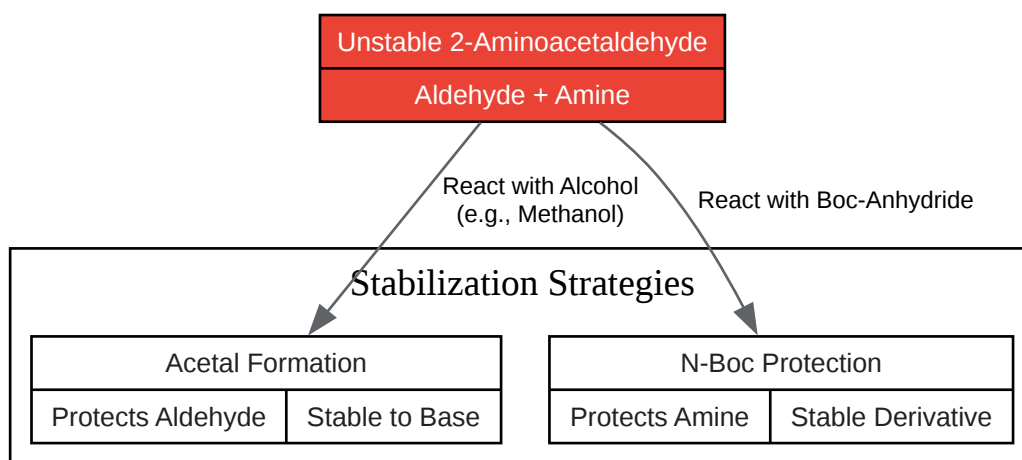 Unstable 2-Aminoacetaldehyde
Aldehyde + Amine
React with Alcohol
(e.g., Methanol)
React with Boc-Anhydride
Stabilization Strategies
Acetal Formation
Protects Aldehyde
Stable to Base
N-Boc Protection
Protects Amine
Stable Derivative